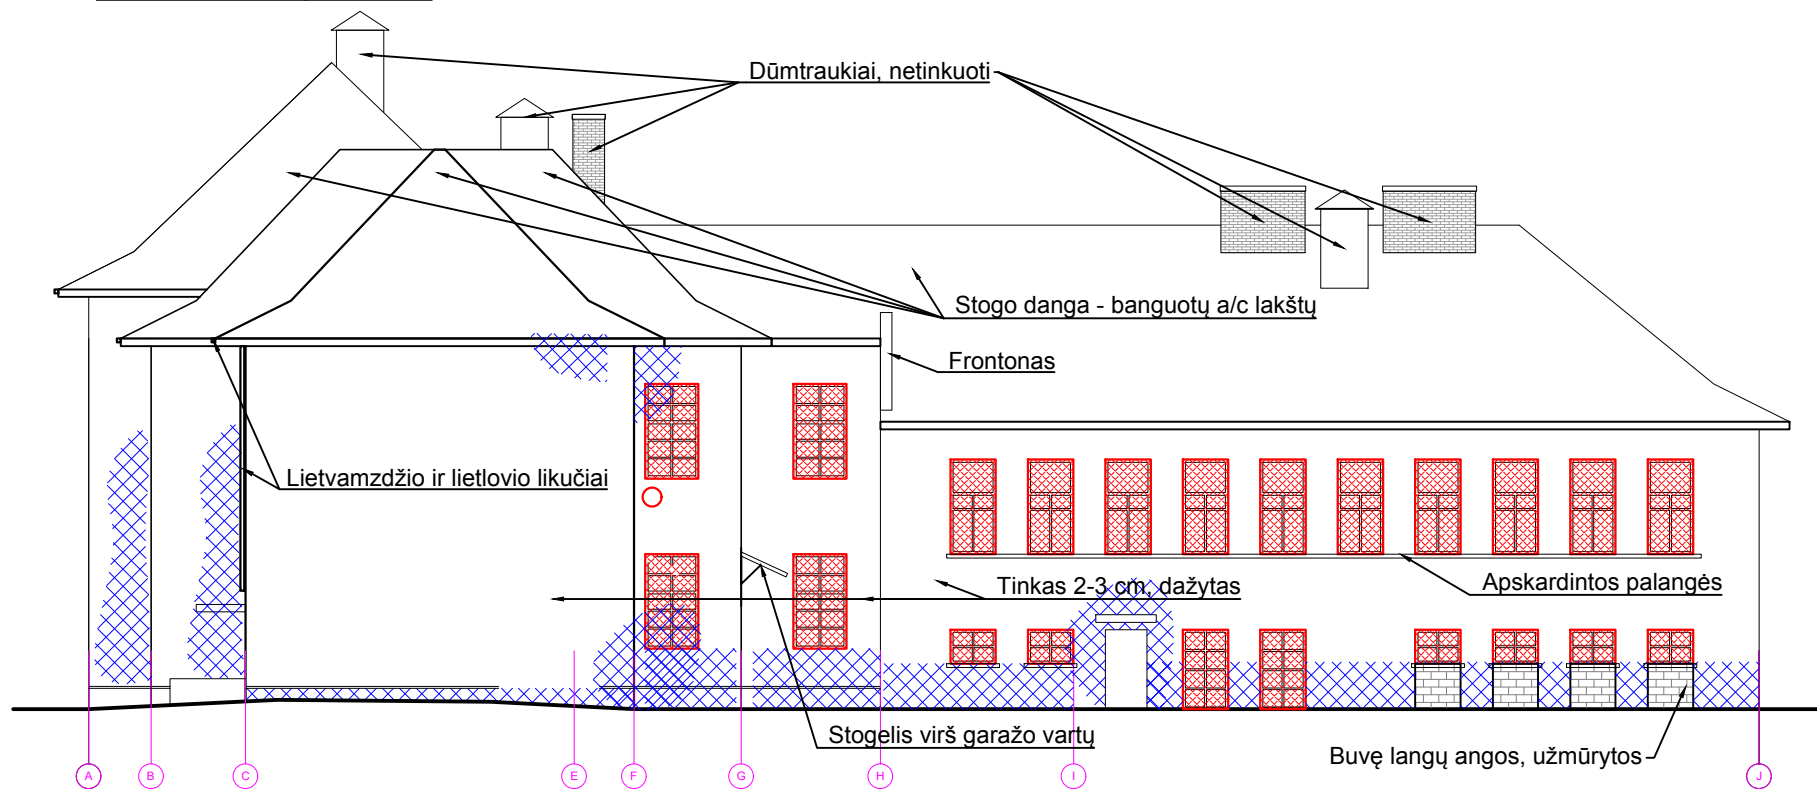 Dūmtraukiai, netinkuoti
Stogo danga - banguotų a/c lakštų
Frontonas
Lietvamzdžio ir lietlovio likučiai
Tinkas 2-3 cm, dažytas
Apskardintos palangės
Stogelis virš garažo vartų
Buvę langų angos, užmūrytos
A B C E F G H I J